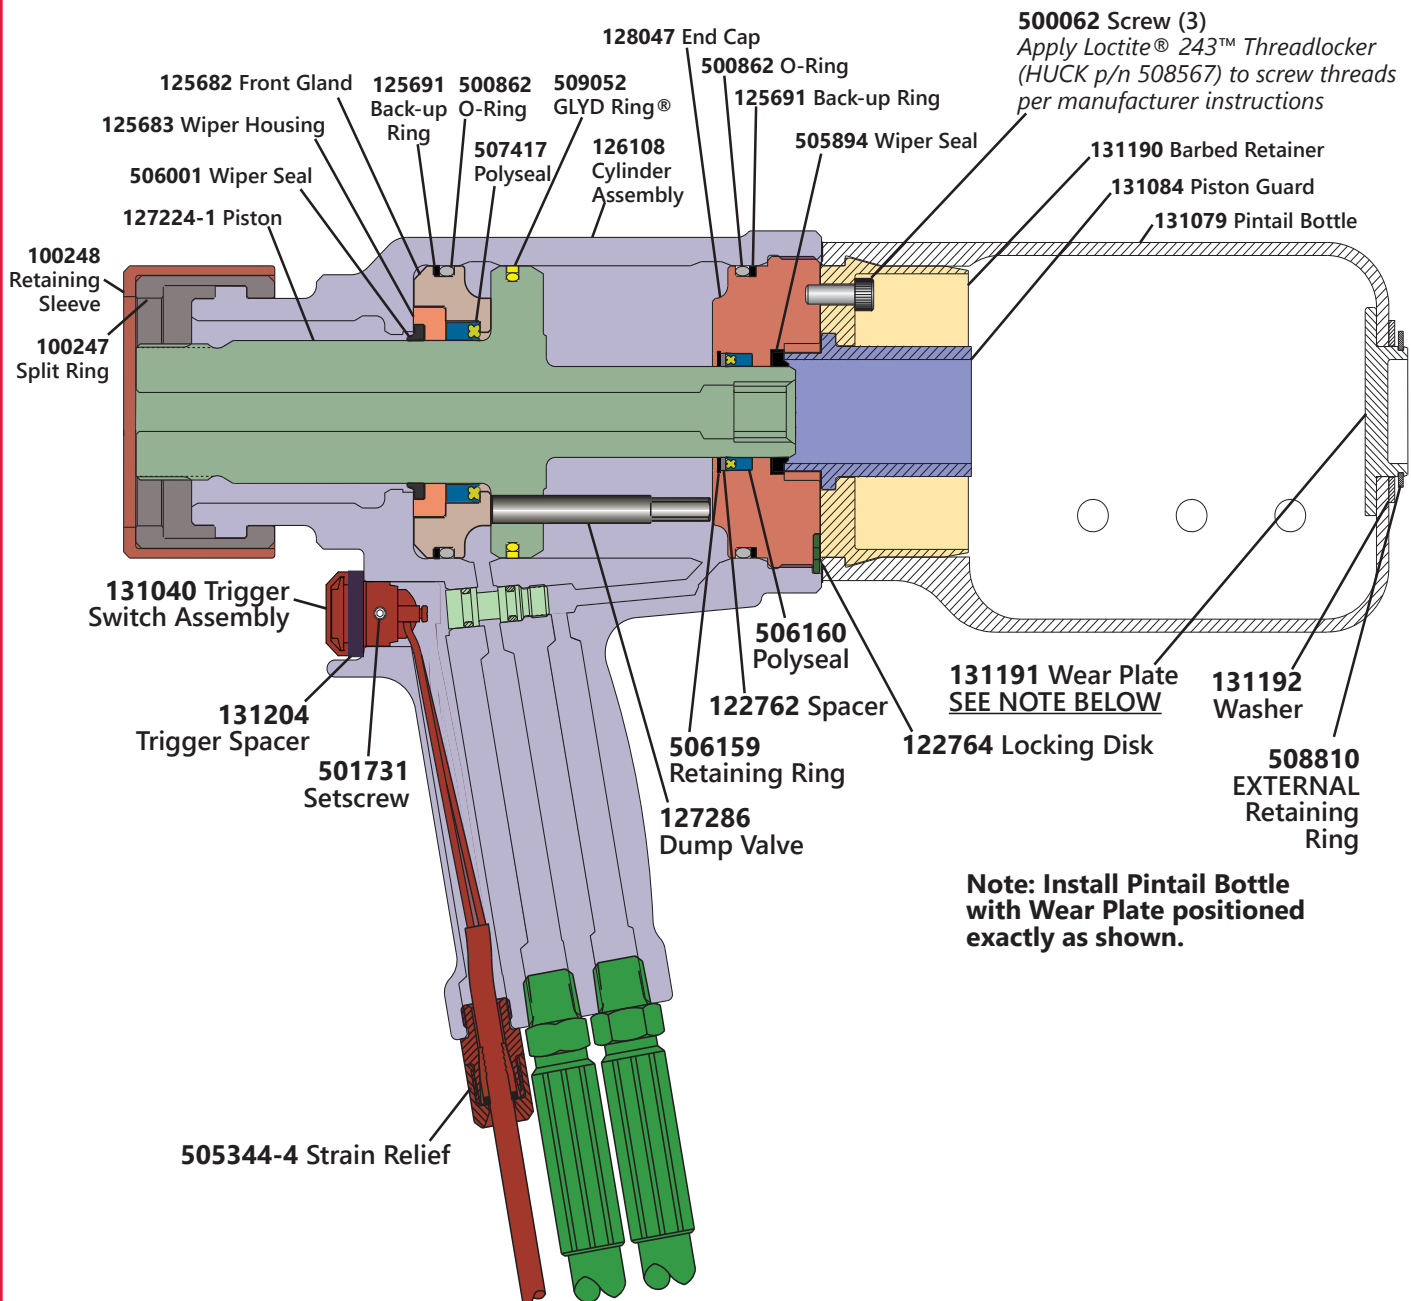 500062 Screw (3)
Apply Loctite® 243™ Threadlocker
(HUCK p/n 508567) to screw threads
per manufacturer instructions
128047 End Cap
500862 O-Ring
125691 Back-up Ring
505894 Wiper Seal
125682 Front Gland
125683 Wiper Housing
506001 Wiper Seal
127224-1 Piston
125691
Back-up
Ring
500862
O-Ring
507417
Polyseal
509052
GLYD Ring®
126108
Cylinder
Assembly
131190 Barbed Retainer
131084 Piston Guard
131079 Pintail Bottle
100248
Retaining
Sleeve
100247
Split Ring
131040 Trigger
Switch Assembly
131204
Trigger Spacer
501731
Setscrew
506160
Polyseal
122762 Spacer
506159
Retaining Ring
127286
Dump Valve
122764 Locking Disk
131191 Wear Plate
SEE NOTE BELOW
131192
Washer
508810
EXTERNAL
Retaining
Ring
Note: Install Pintail Bottle
with Wear Plate positioned
exactly as shown.
505344-4 Strain Relief